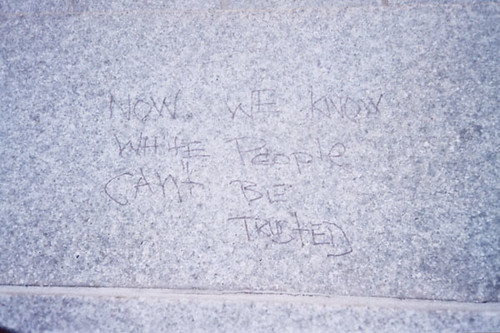 NOW WE KNOW
WHITE People
CAN't BE
TRUSTED